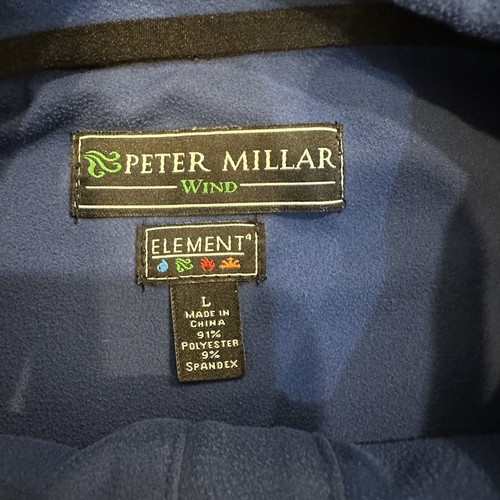 PETER MILLAR
WIND
ELEMENT⁴
L
MADE IN
CHINA
91%
POLYESTER
9%
SPANDEX